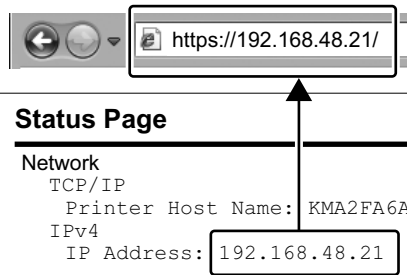 https://192.168.48.21/
Status Page
Network
TCP/IP
Printer Host Name: KMA2FA6A
IPv4
IP Address: 192.168.48.21